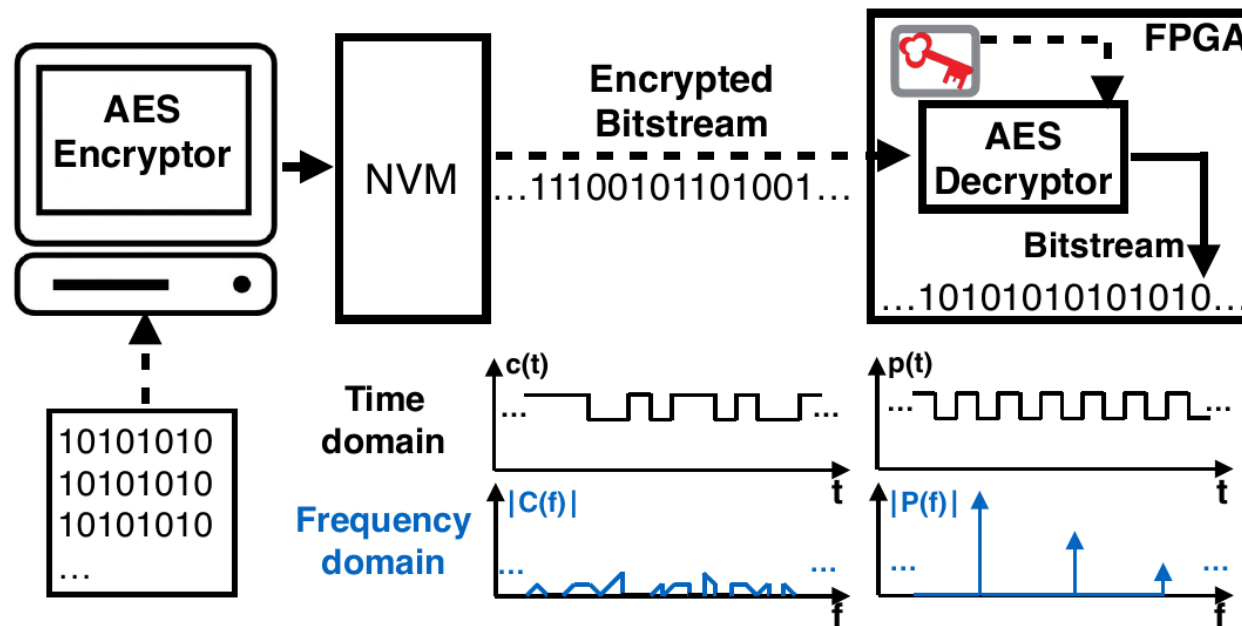 AES
Encryptor
NVM
Encrypted
Bitstream
...11100101101001...
FPGA
AES
Decryptor
Bitstream
...10101010101010...
10101010
10101010
10101010
...
Time
domain
c(t)
...
...
t
p(t)
...
...
t
Frequency
domain
|C(f)|
...
...
f
|P(f)|
...
...
f